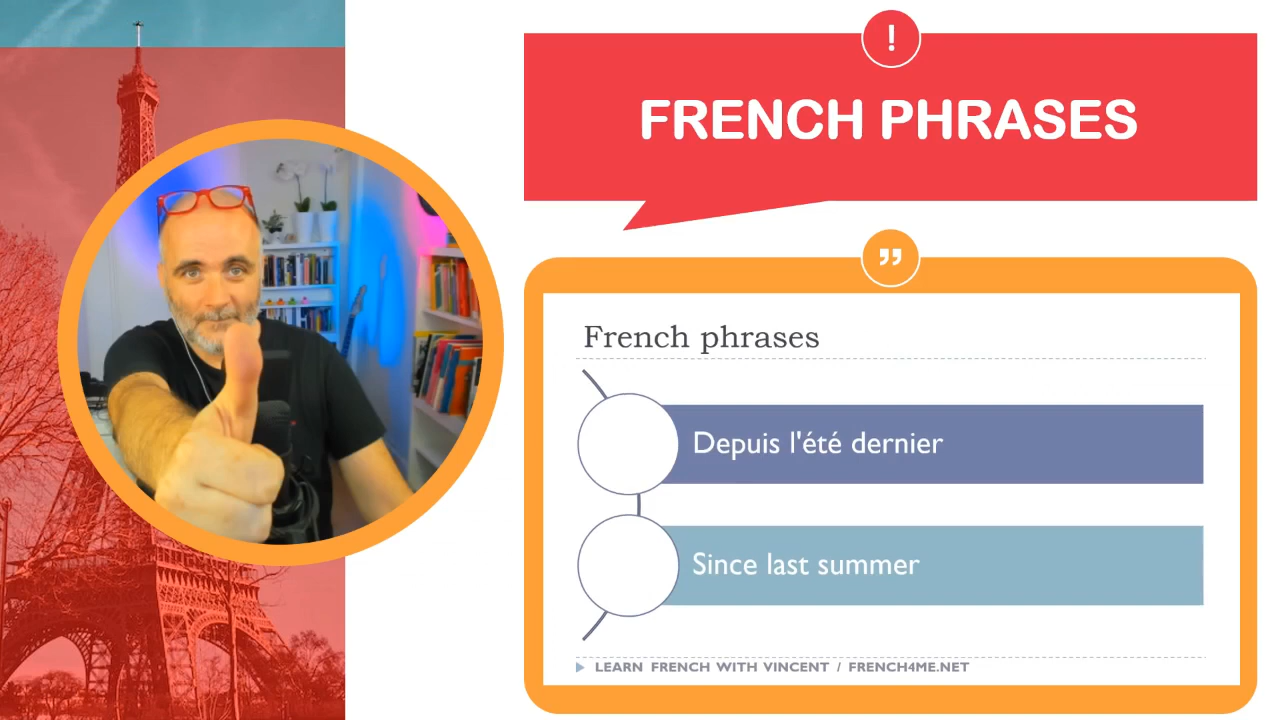 !
FRENCH PHRASES
”
French phrases
Depuis l'été dernier
Since last summer
LEARN FRENCH WITH VINCENT / FRENCH4ME.NET